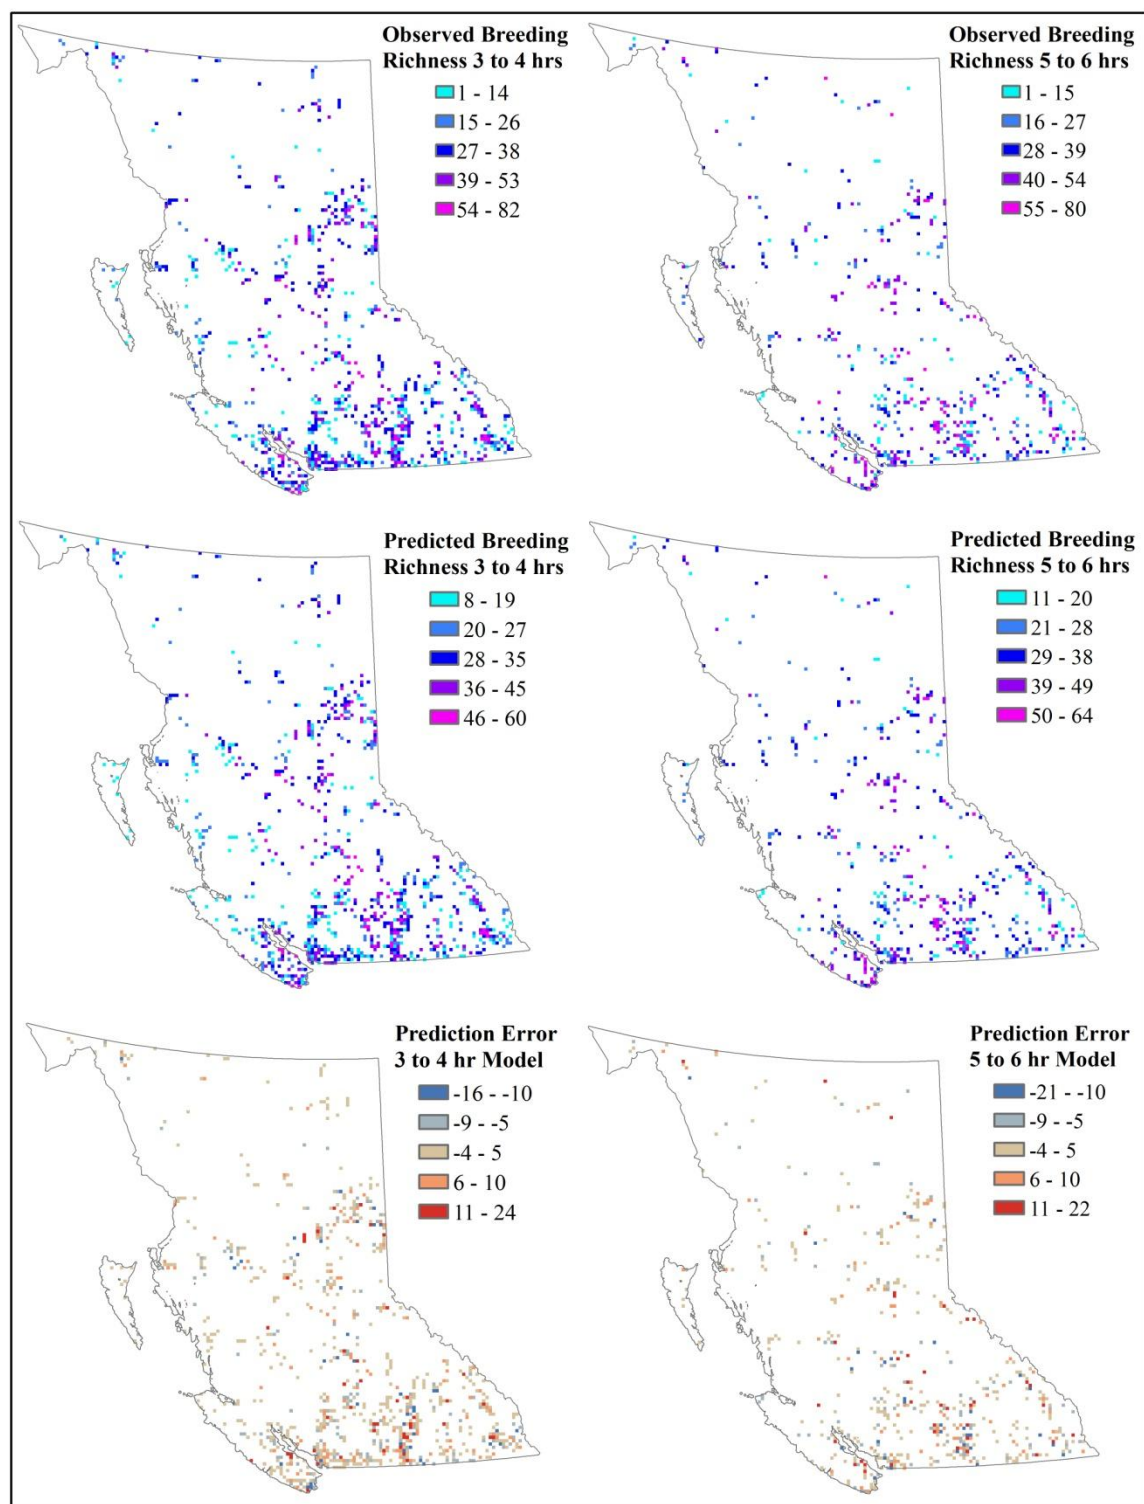 Observed Breeding
Richness 3 to 4 hrs
1 - 14
15 - 26
27 - 38
39 - 53
54 - 82
Observed Breeding
Richness 5 to 6 hrs
1 - 15
16 - 27
28 - 39
40 - 54
55 - 80
Predicted Breeding
Richness 3 to 4 hrs
8 - 19
20 - 27
28 - 35
36 - 45
46 - 60
Predicted Breeding
Richness 5 to 6 hrs
11 - 20
21 - 28
29 - 38
39 - 49
50 - 64
Prediction Error
3 to 4 hr Model
-16 - -10
-9 - -5
-4 - 5
6 - 10
11 - 24
Prediction Error
5 to 6 hr Model
-21 - -10
-9 - -5
-4 - 5
6 - 10
11 - 22